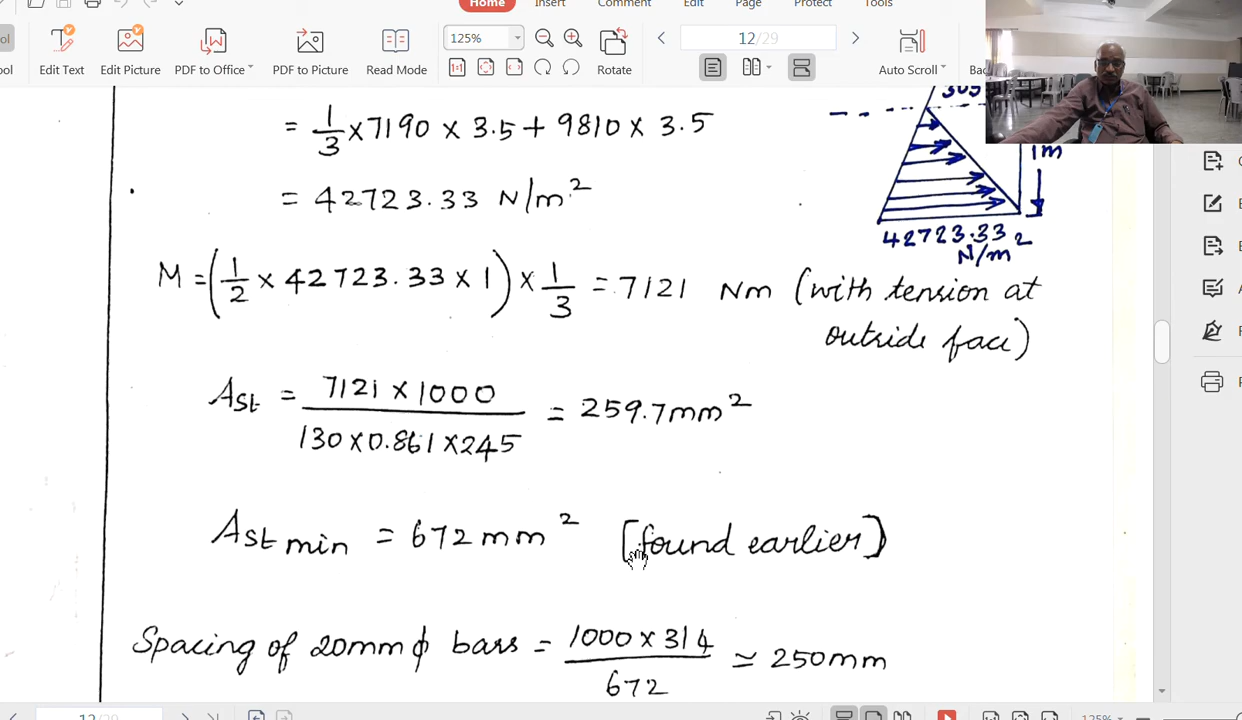 Home Insert Comment Edit Page Protect Tools
125% 12/29
Edit Text Edit Picture PDF to Office PDF to Picture Read Mode Rotate Auto Scroll
= 1/3 × 7190 × 3.5 + 9810 × 3.5
= 42723.33 N/m²
1m
42723.33
N/m²
M = (1/2 × 42723.33 × 1) × 1/3 = 7121 Nm (with tension at
outside face)
Ast = 7121 × 1000 / 130 × 0.861 × 245 = 259.7mm²
Ast min = 672 mm² [found earlier]
Spacing of 20mm ϕ bars = 1000 × 314 / 672 ≃ 250mm
12/29 125%